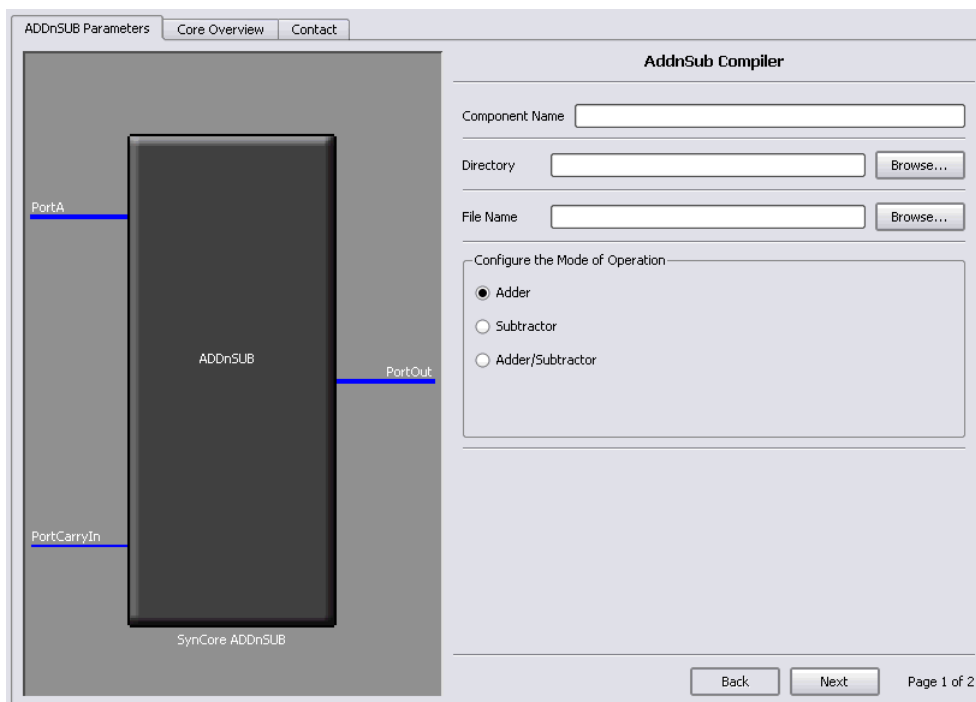 ADDnSUB Parameters
Core Overview
Contact
AddnSub Compiler
Component Name
Directory
Browse...
File Name
Browse...
Configure the Mode of Operation
Adder
Subtractor
Adder/Subtractor
PortA
ADDnSUB
PortOut
PortCarryIn
SynCore ADDnSUB
Back
Next
Page 1 of 2